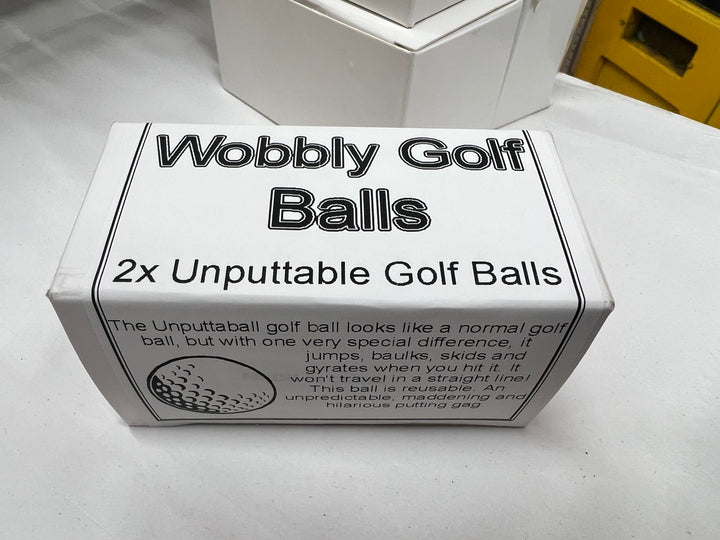 Wobbly Golf
Balls
2x Unputtable Golf Balls
The Unputtaball golf ball looks like a normal golf
ball, but with one very special difference, it
jumps, baulks, skids and
gyrates when you hit it. It
won't travel in a straight line!
This ball is reusable. An
unpredictable, maddening and
hilarious putting gag.